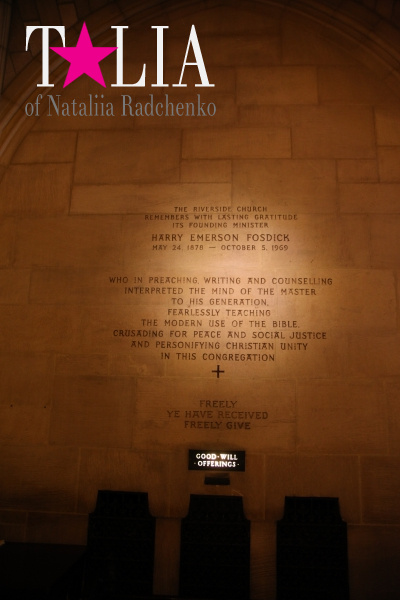 T★LIA
of Nataliia Radchenko
THE RIVERSIDE CHURCH
REMEMBERS WITH LASTING GRATITUDE
ITS FOUNDING MINISTER
HARRY EMERSON FOSDICK
MAY 24, 1878 — OCTOBER 5, 1969
WHO IN PREACHING, WRITING AND COUNSELLING
INTERPRETED THE MIND OF THE MASTER
TO HIS GENERATION,
FEARLESSLY TEACHING
THE MODERN USE OF THE BIBLE,
CRUSADING FOR PEACE AND SOCIAL JUSTICE
AND PERSONIFYING CHRISTIAN UNITY
IN THIS CONGREGATION
FREELY
YE HAVE RECEIVED
FREELY GIVE
GOOD-WILL
· OFFERINGS ·